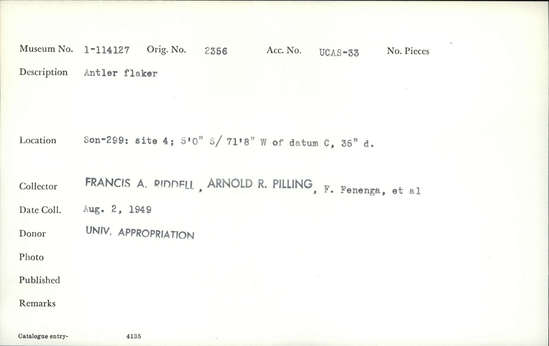 Museum No. 1-114127 Orig. No. 2356 Acc. No. UCAS-33 No. Pieces
Description Antler flaker
Location Son-299: site 4; 5'0" S/ 71'8" W of datum C, 36" d.
Collector FRANCIS A. RIDDELL, ARNOLD R. PILLING, F. Fenenga, et al
Date Coll. Aug. 2, 1949
Donor UNIV. APPROPRIATION
Photo
Published
Remarks
Catalogue entry- 4135